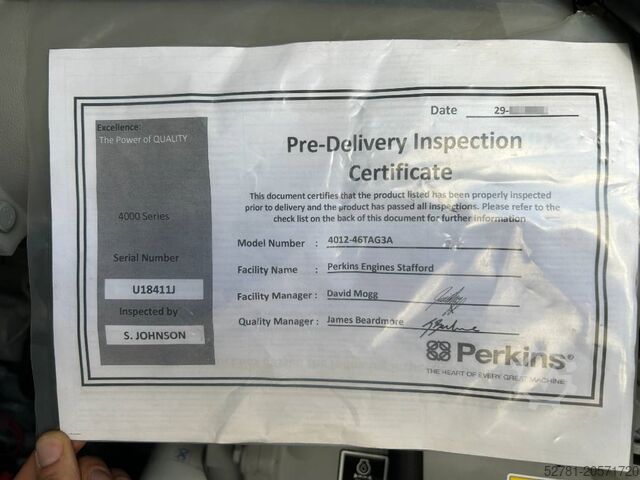 Date 29-
Excellence:
The Power of QUALITY
4000 Series
Serial Number
U18411J
Inspected by
S. JOHNSON
Pre-Delivery Inspection
Certificate
This document certifies that the product listed has been properly inspected
prior to delivery and the product has passed all inspections. Please refer to the
check list on the back of this document for further information
Model Number : 4012-46TAG3A
Facility Name : Perkins Engines Stafford
Facility Manager : David Mogg
Quality Manager : James Beardmore
Perkins®
THE HEART OF EVERY GREAT MACHINE
52781-20571720